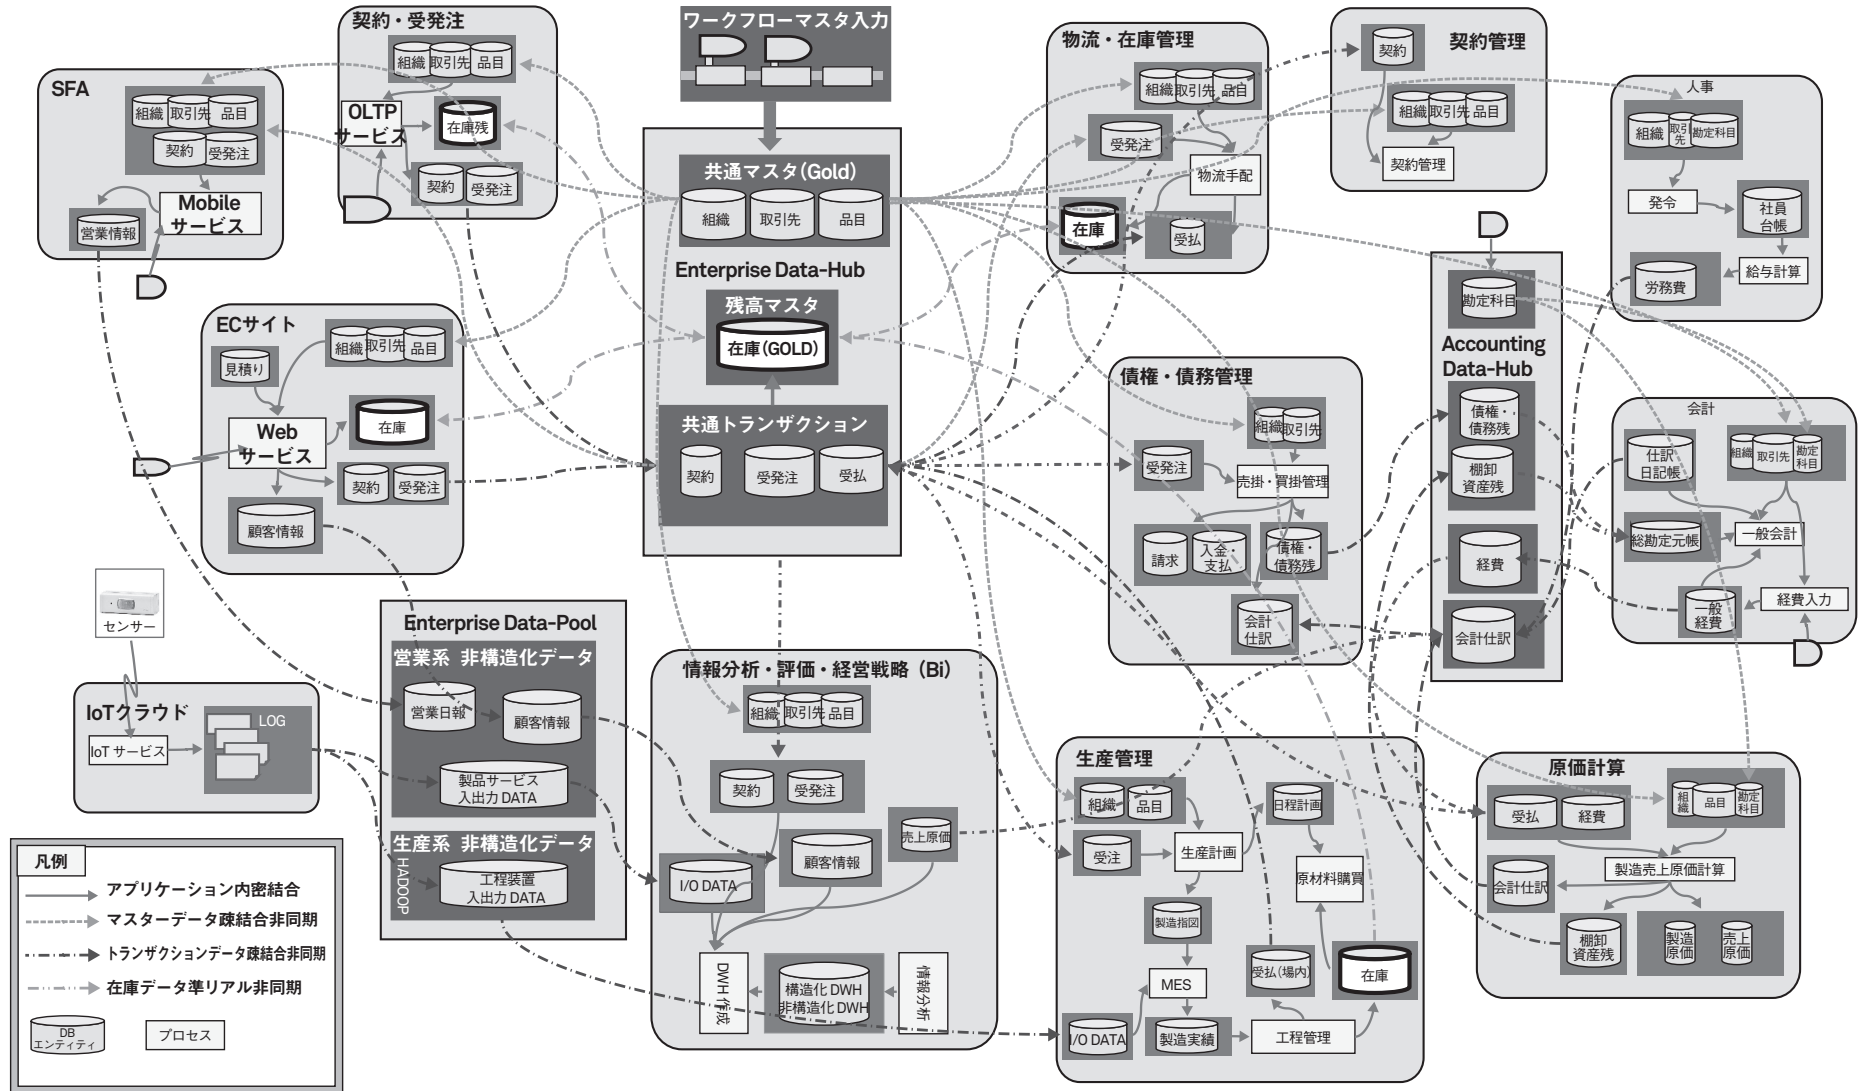 SFA
組織
取引先
品目
契約
受発注
Mobile
サービス
営業情報
契約・受発注
組織
取引先
品目
OLTP
サービス
在庫残
契約
受発注
ワークフローマスタ入力
共通マスタ(Gold)
組織
取引先
品目
Enterprise Data-Hub
残高マスタ
在庫(GOLD)
共通トランザクション
契約
受発注
受払
ECサイト
見積り
組織
取引先
品目
Web
サービス
在庫
契約
受発注
顧客情報
センサー
IoTクラウド
IoT サービス
LOG
Enterprise Data-Pool
営業系 非構造化データ
営業日報
顧客情報
製品サービス
入出力 DATA
生産系 非構造化データ
HADOOP
工程装置
入出力 DATA
情報分析・評価・経営戦略(Bi)
組織
取引先
品目
契約
受発注
売上原価
顧客情報
I/O DATA
DWH 作成
構造化 DWH
非構造化 DWH
情報分析
物流・在庫管理
組織
取引先
品目
受発注
物流手配
在庫
受払
契約管理
契約
組織
取引先
品目
契約管理
人事
組織
取引
先
勘定科目
発令
社員
台帳
給与計算
労務費
債権・債務管理
組織
取引先
受発注
売掛・買掛管理
請求
入金・
支払
債権・
債務残
会計
仕訳
勘定科目
Accounting
Data-Hub
債権・
債務残
棚卸
資産残
経費
会計仕訳
会計
仕訳
日記帳
組織
取引先
勘定
科目
総勘定元帳
一般会計
一般
経費
経費入力
生産管理
組織
品目
日程計画
受注
生産計画
原材料購買
製造指図
受払(場内)
在庫
MES
I/O DATA
製造実績
工程管理
原価計算
受払
経費
組
織
品目
勘定
科目
製造売上原価計算
会計仕訳
棚卸
資産残
製造
原価
売上
原価
凡例
アプリケーション内密結合
マスターデータ疎結合非同期
トランザクションデータ疎結合非同期
在庫データ準リアル非同期
DB
エンティティ
プロセス